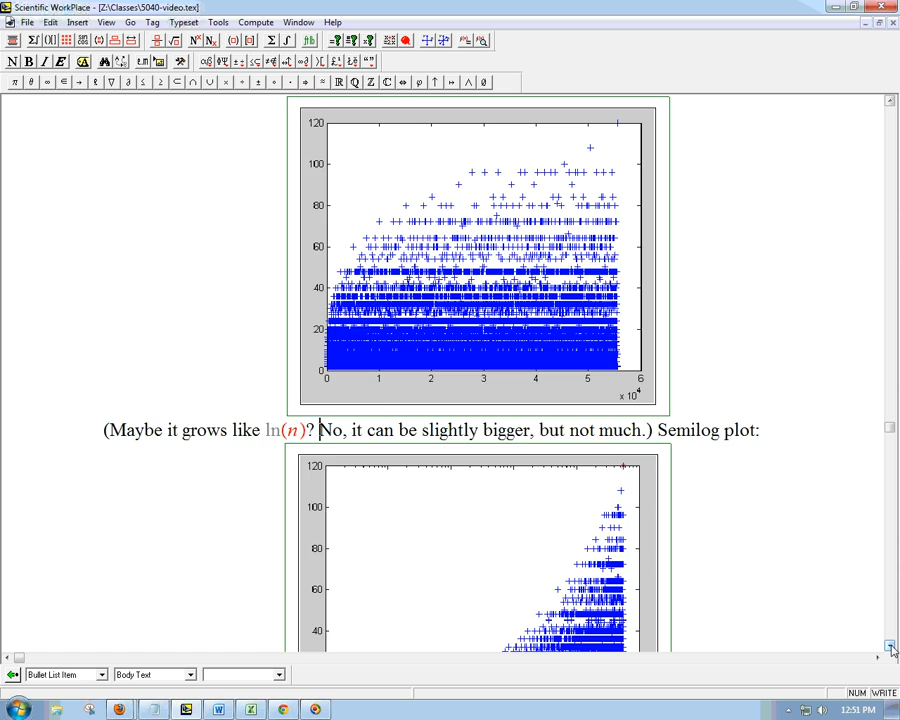 Scientific WorkPlace - [Z:\Classes\5040-video.tex]
File Edit Insert View Go Tag Typeset Tools Compute Window Help
120
100
80
60
40
20
0
0 1 2 3 4 5 6
x 10^4
(Maybe it grows like ln(n)? No, it can be slightly bigger, but not much.) Semilog plot:
120
100
80
60
40
Bullet List Item Body Text
NUM WRITE
12:51 PM